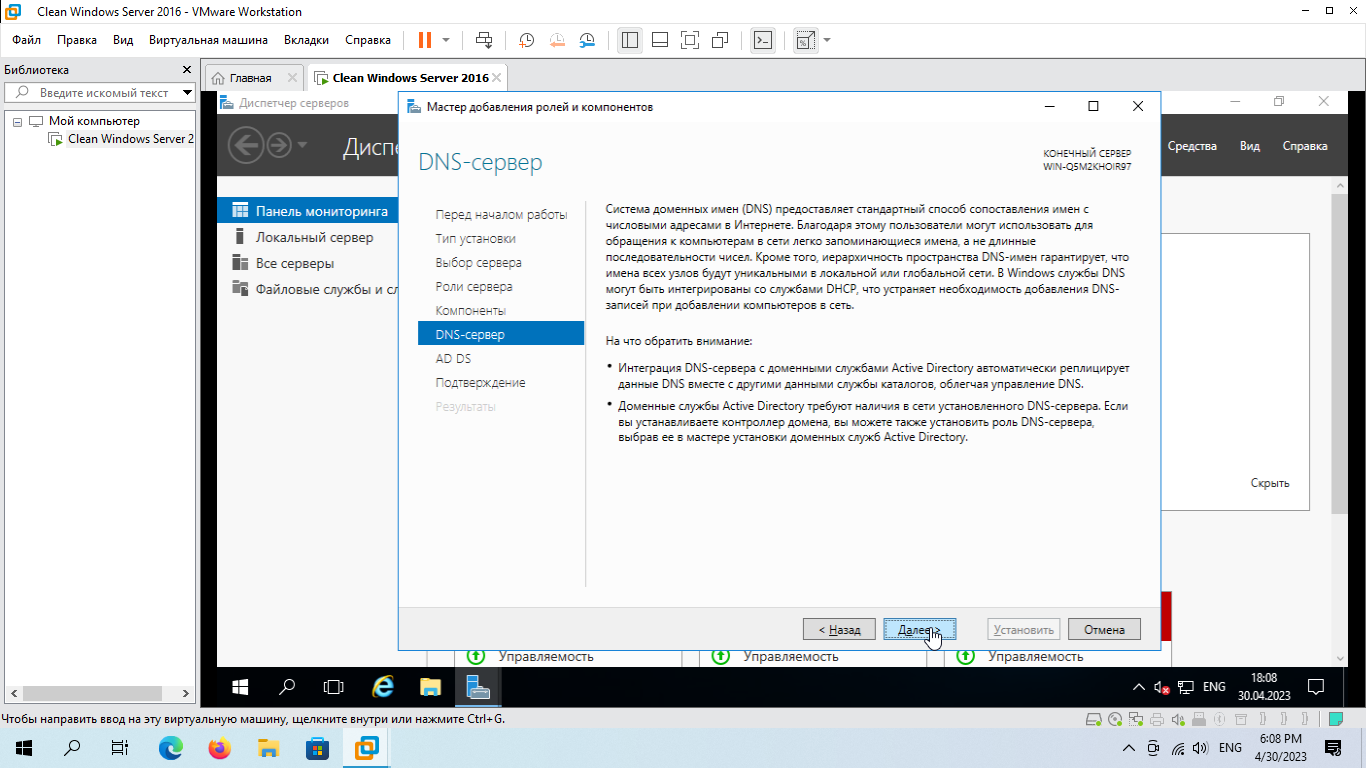 Clean Windows Server 2016 - VMware Workstation
Файл Правка Вид Виртуальная машина Вкладки Справка
Библиотека
Введите искомый текст
Мой компьютер
Clean Windows Server 2
Главная
Clean Windows Server 2016
Диспетчер серверов
Диспе
Средства Вид Справка
Панель мониторинга
Локальный сервер
Все серверы
Файловые службы и сл
Мастер добавления ролей и компонентов
DNS-сервер
КОНЕЧНЫЙ СЕРВЕР
WIN-Q5M2KHOIR97
Перед началом работы
Тип установки
Выбор сервера
Роли сервера
Компоненты
DNS-сервер
AD DS
Подтверждение
Результаты
Система доменных имен (DNS) предоставляет стандартный способ сопоставления имен с
числовыми адресами в Интернете. Благодаря этому пользователи могут использовать для
обращения к компьютерам в сети легко запоминающиеся имена, а не длинные
последовательности чисел. Кроме того, иерархичность пространства DNS-имен гарантирует, что
имена всех узлов будут уникальными в локальной или глобальной сети. В Windows службы DNS
могут быть интегрированы со службами DHCP, что устраняет необходимость добавления DNS-
записей при добавлении компьютеров в сеть.
На что обратить внимание:
• Интеграция DNS-сервера с доменными службами Active Directory автоматически реплицирует
данные DNS вместе с другими данными службы каталогов, облегчая управление DNS.
• Доменные службы Active Directory требуют наличия в сети установленного DNS-сервера. Если
вы устанавливаете контроллер домена, вы можете также установить роль DNS-сервера,
выбрав ее в мастере установки доменных служб Active Directory.
Скрыть
< Назад Далее > Установить Отмена
Управляемость Управляемость Управляемость
ENG
18:08
30.04.2023
Чтобы направить ввод на эту виртуальную машину, щелкните внутри или нажмите Ctrl+G.
ENG
6:08 PM
4/30/2023